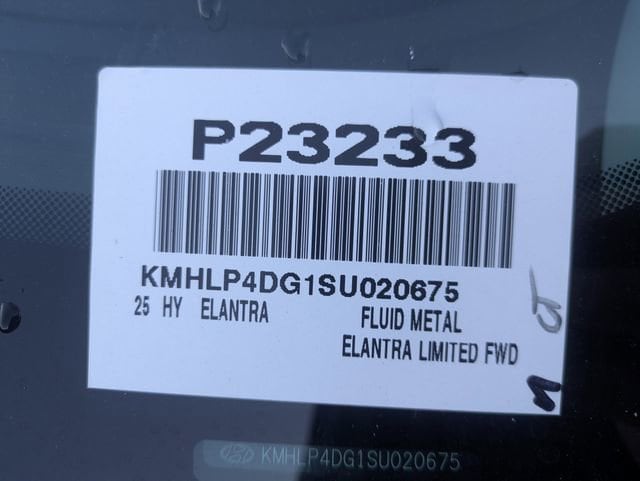 P23233
KMHLP4DG1SU020675
25 HY ELANTRA FLUID METAL
ELANTRA LIMITED FWD
KMHLP4DG1SU020675